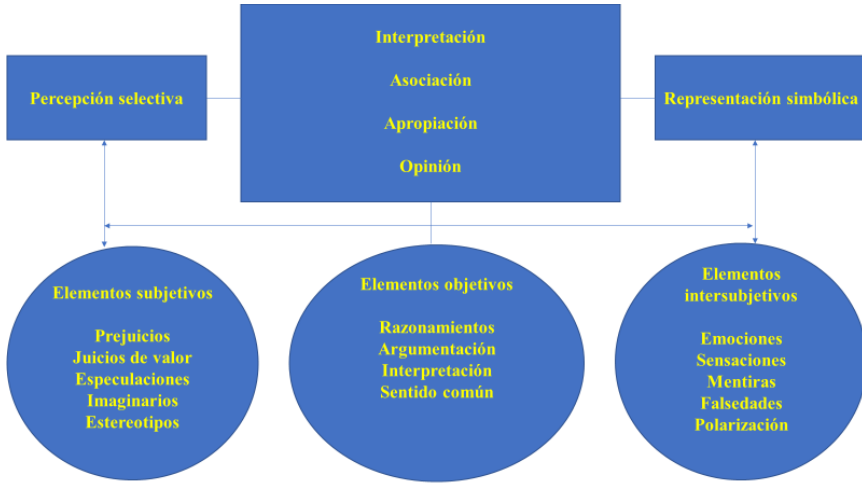 Percepción selectiva
Interpretación
Asociación
Apropiación
Opinión
Representación simbólica
Elementos subjetivos
Prejuicios
Juicios de valor
Especulaciones
Imaginarios
Estereotipos
Elementos objetivos
Razonamientos
Argumentación
Interpretación
Sentido común
Elementos
intersubjetivos
Emociones
Sensaciones
Mentiras
Falsedades
Polarización